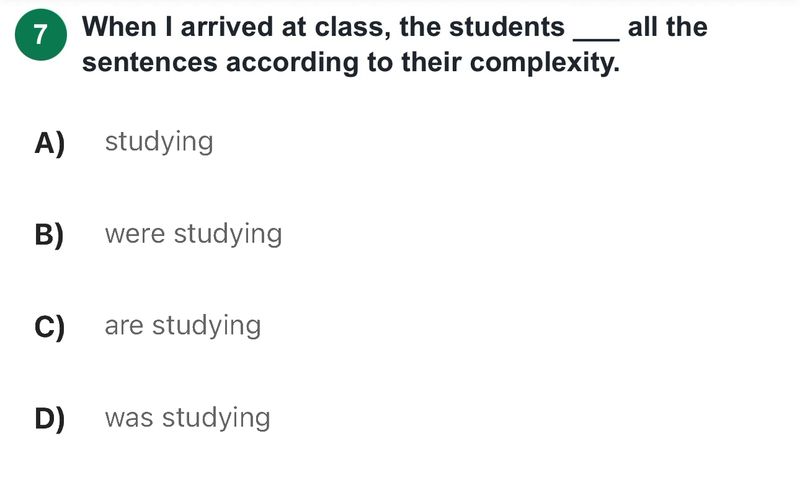 7 When I arrived at class, the students ___ all the
sentences according to their complexity.
A) studying
B) were studying
C) are studying
D) was studying